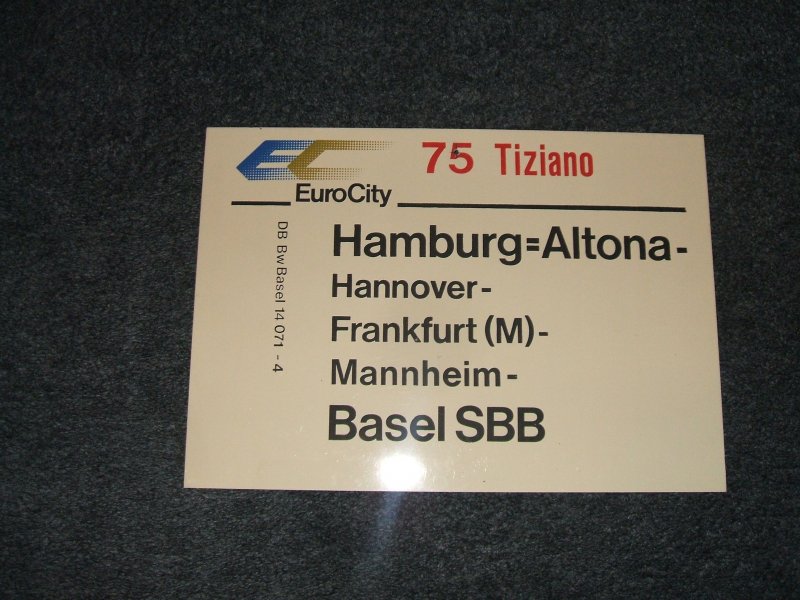 EC
75 Tiziano
EuroCity
DB Bw Basel 14 071 - 4
Hamburg=Altona-
Hannover-
Frankfurt (M)-
Mannheim-
Basel SBB